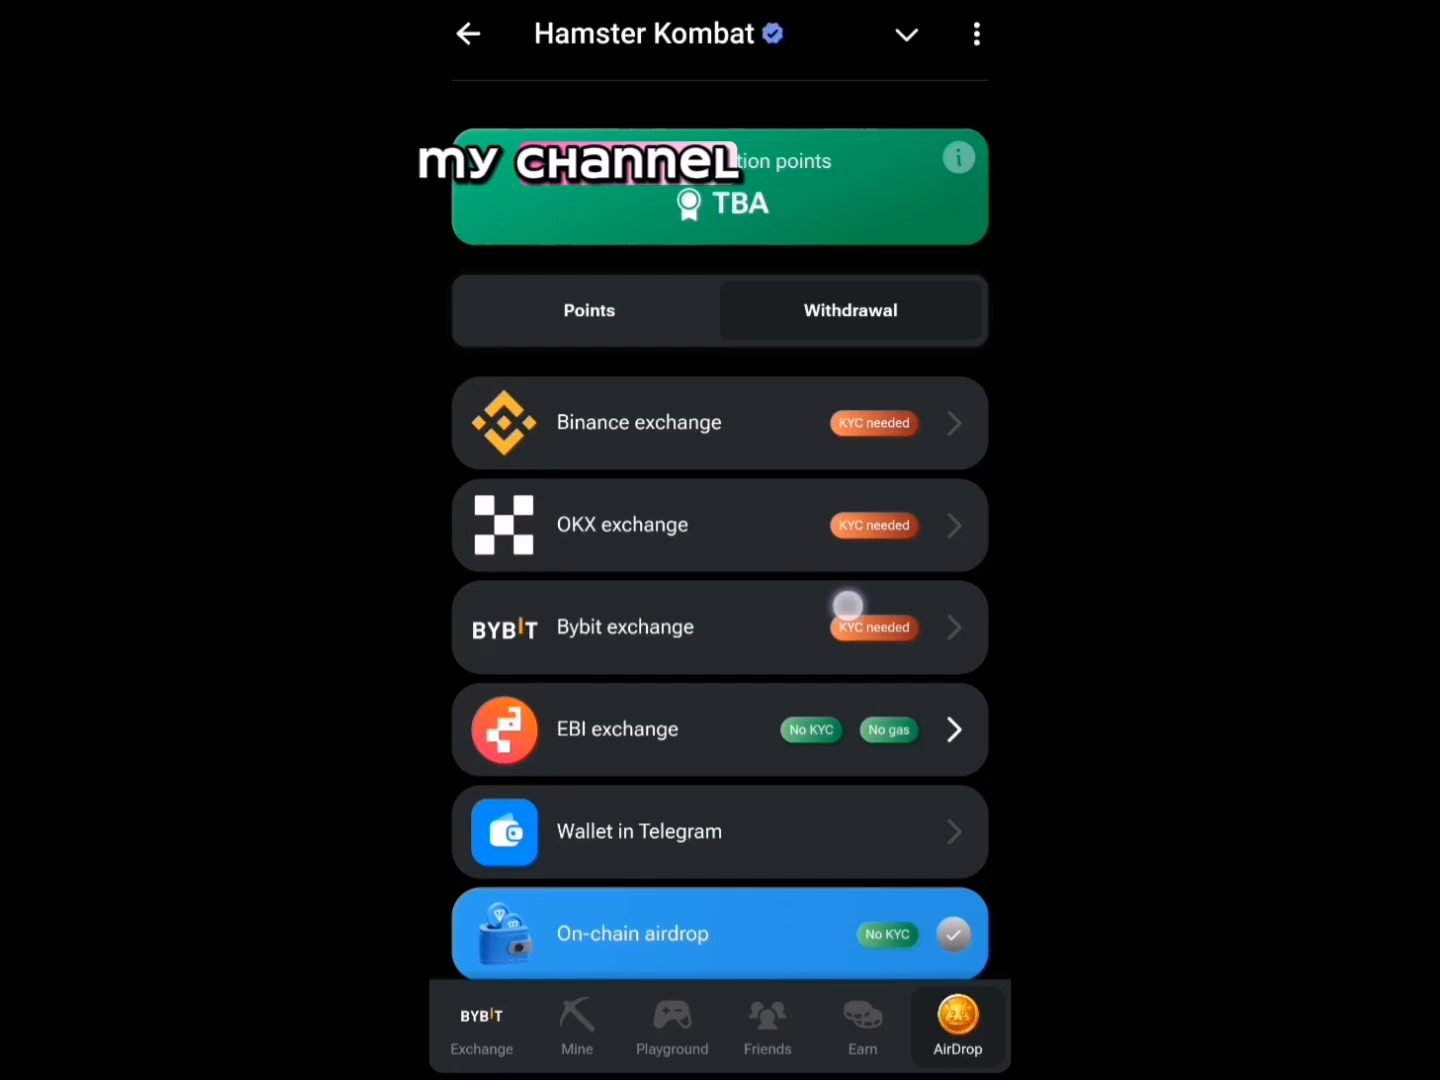 Hamster Kombat
my channel
tion points
TBA
Points
Withdrawal
Binance exchange
KYC needed
OKX exchange
KYC needed
BYBIT
Bybit exchange
KYC needed
EBI exchange
No KYC
No gas
Wallet in Telegram
On-chain airdrop
No KYC
BYBIT
Exchange
Mine
Playground
Friends
Earn
AirDrop